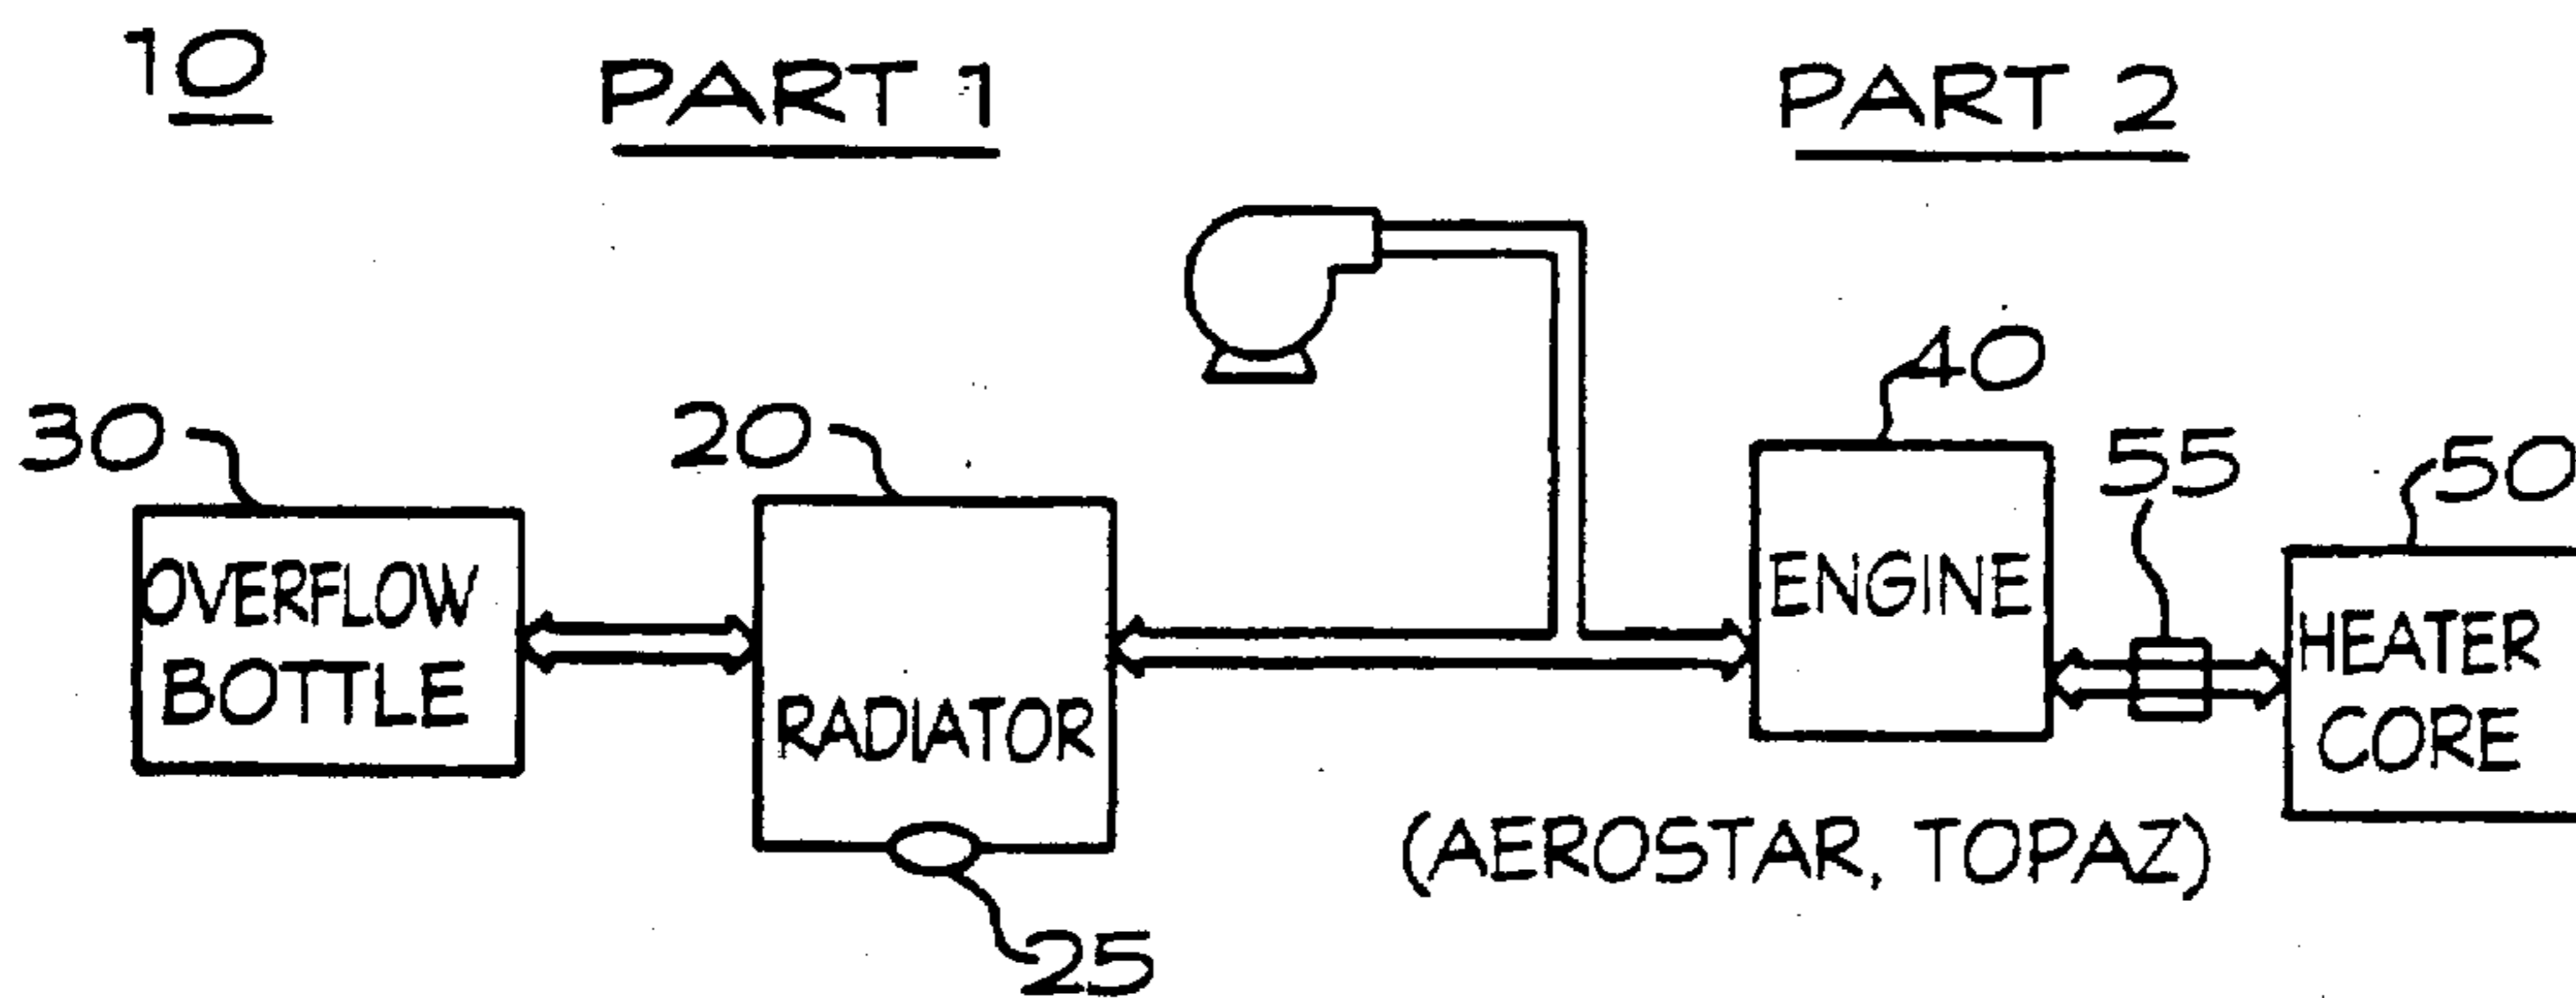 10
PART 1
PART 2
40
30
20
55
50
OVERFLOW
BOTTLE
RADIATOR
ENGINE
HEATER
CORE
(AEROSTAR, TOPAZ)
25